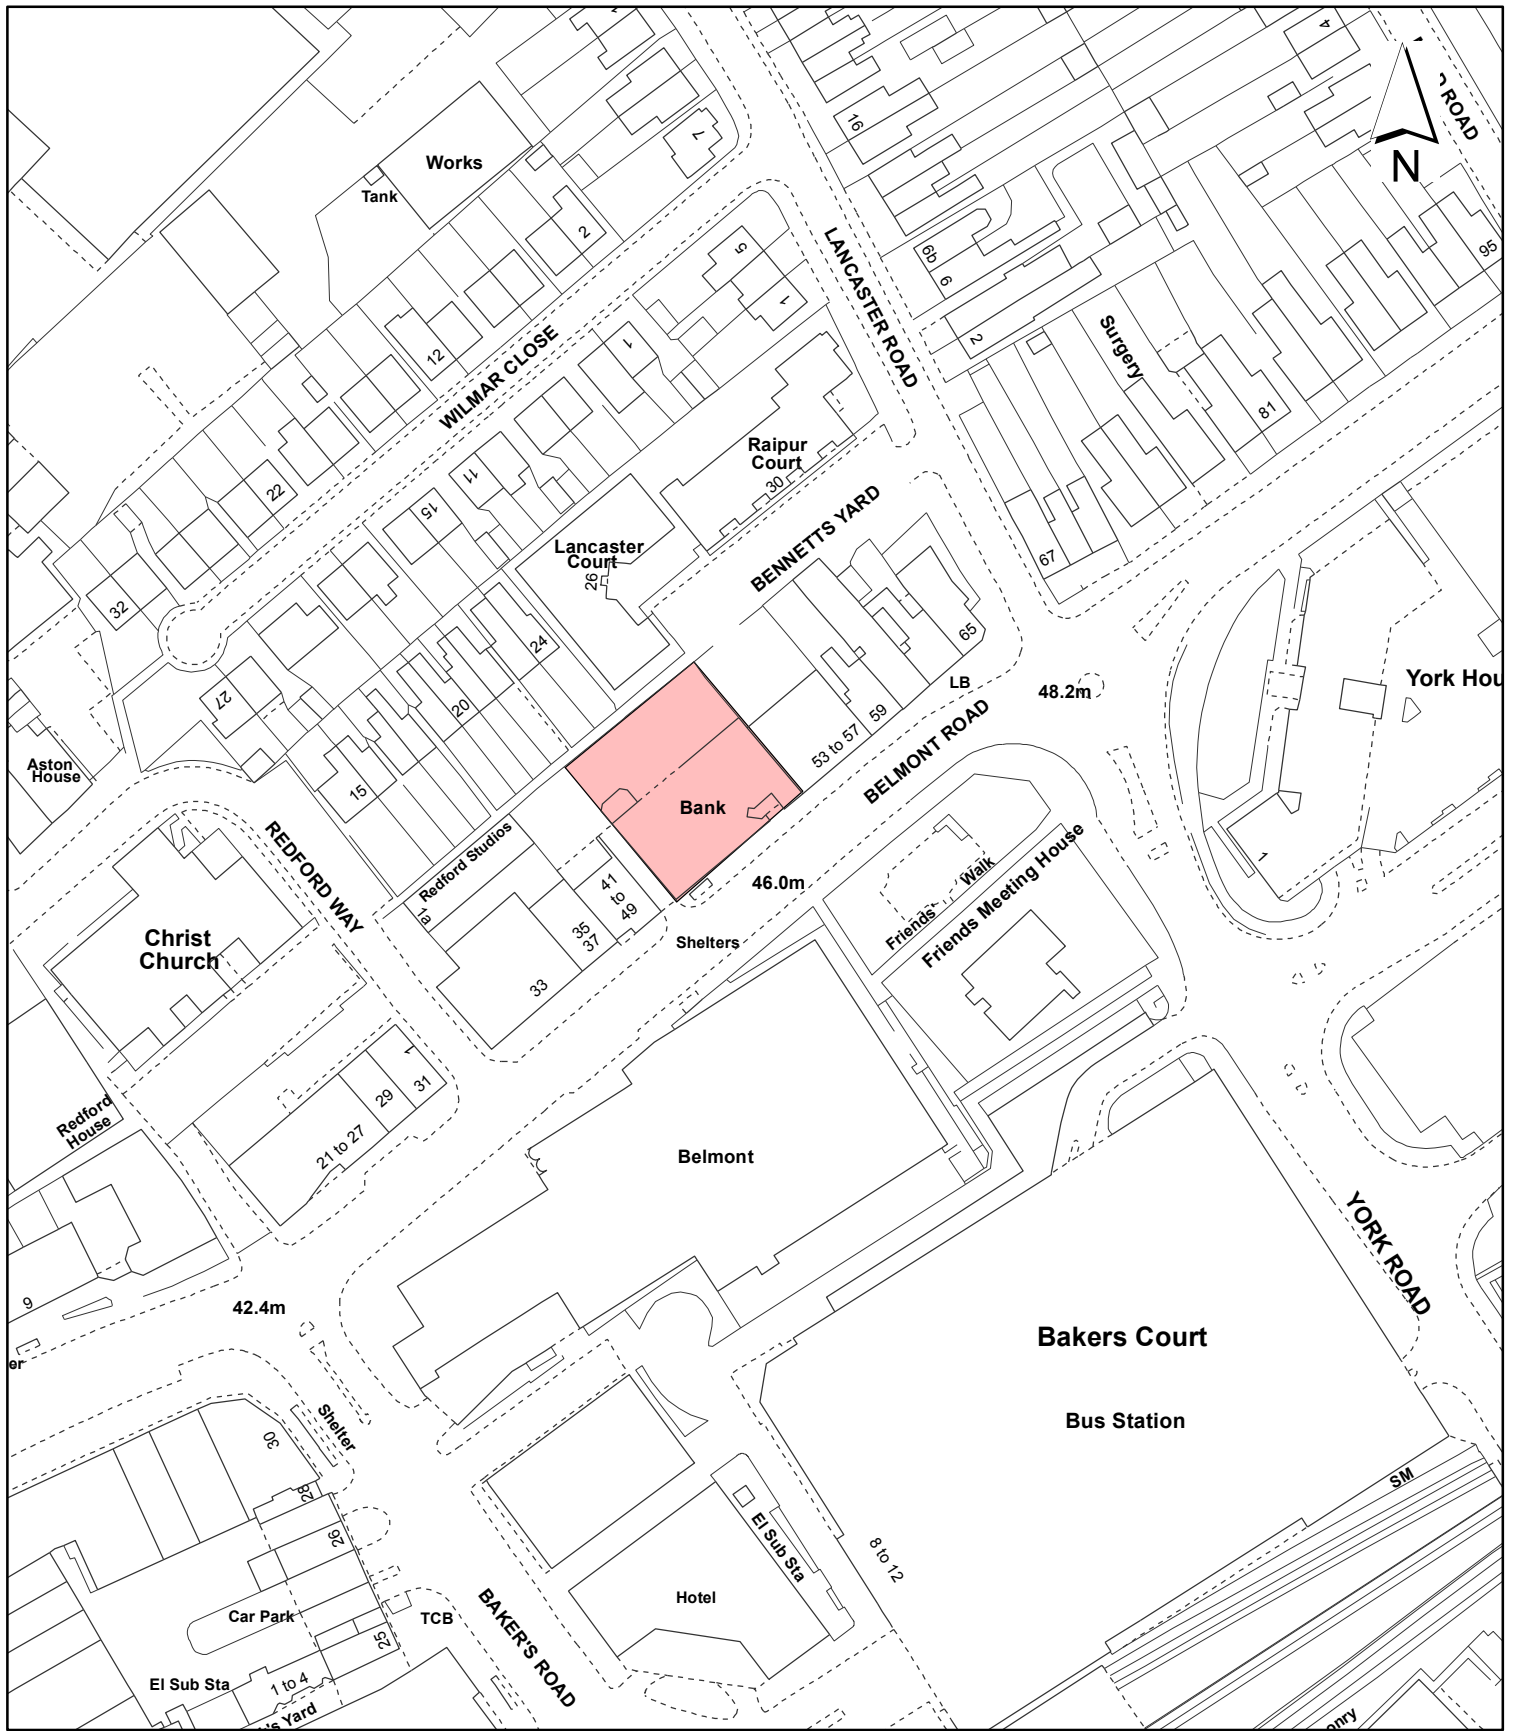 4
ROAD
N
16
7
Works
Tank
2
5
1
LANCASTER ROAD
6b
6
2
95
Surgery
81
12
WILMAR CLOSE
1
Raipur
Court
30
11
15
22
BENNETTS YARD
67
Lancaster
Court
26
32
24
65
27
20
LB
48.2m
York Hou
59
53 to 57
BELMONT ROAD
Aston
House
15
Bank
REDFORD WAY
Redford Studios
1a
41
to
49
35
37
33
46.0m
Shelters
Friends Walk
Friends Meeting House
1
Christ
Church
1
31
29
21 to 27
Redford
House
Belmont
YORK ROAD
9
42.4m
er
Bakers Court
Bus Station
Shelter
30
28
26
SM
El Sub Sta
8 to 12
Hotel
Car Park
TCB
25
BAKER'S ROAD
El Sub Sta
1 to 4
's Yard
onry